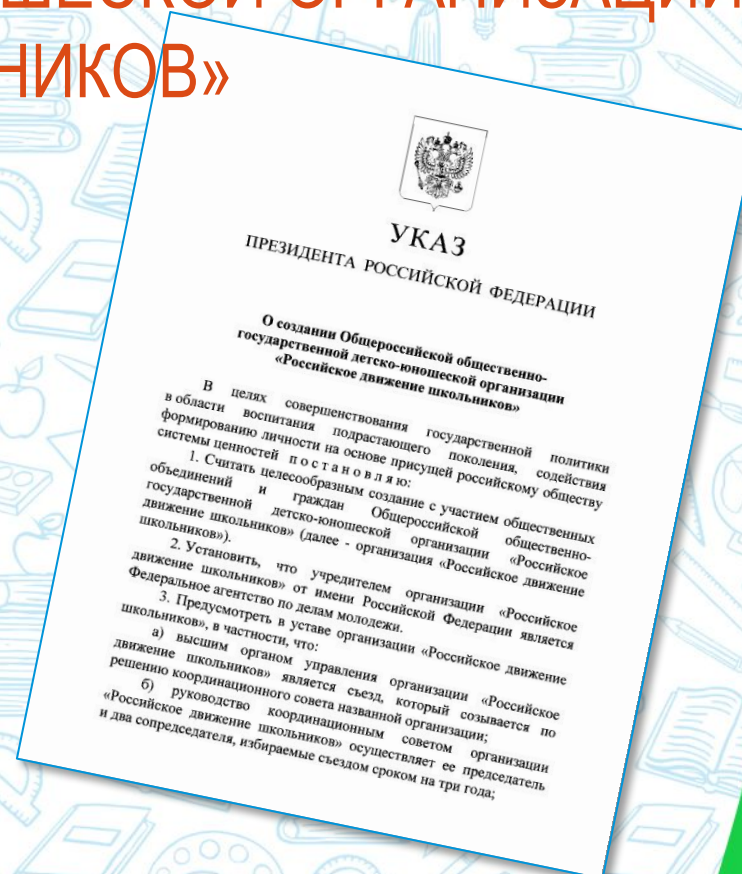 ШЕСКОЙ ОРГАНИЗАЦИИ
НИКОВ»
УКАЗ
ПРЕЗИДЕНТА РОССИЙСКОЙ ФЕДЕРАЦИИ
О создании Общероссийской общественно-
государственной детско-юношеской организации
«Российское движение школьников»
В целях совершенствования государственной политики
в области воспитания подрастающего поколения, содействия
формированию личности на основе присущей российскому обществу
системы ценностей п о с т а н о в л я ю:
1. Считать целесообразным создание с участием общественных
объединений и граждан Общероссийской общественно-
государственной детско-юношеской организации «Российское
движение школьников» (далее - организация «Российское движение
школьников»).
2. Установить, что учредителем организации «Российское
движение школьников» от имени Российской Федерации является
Федеральное агентство по делам молодежи.
3. Предусмотреть в уставе организации «Российское движение
школьников», в частности, что:
а) высшим органом управления организации «Российское
движение школьников» является съезд, который созывается по
решению координационного совета названной организации;
б) руководство координационным советом организации
«Российское движение школьников» осуществляет ее председатель
и два сопредседателя, избираемые съездом сроком на три года;